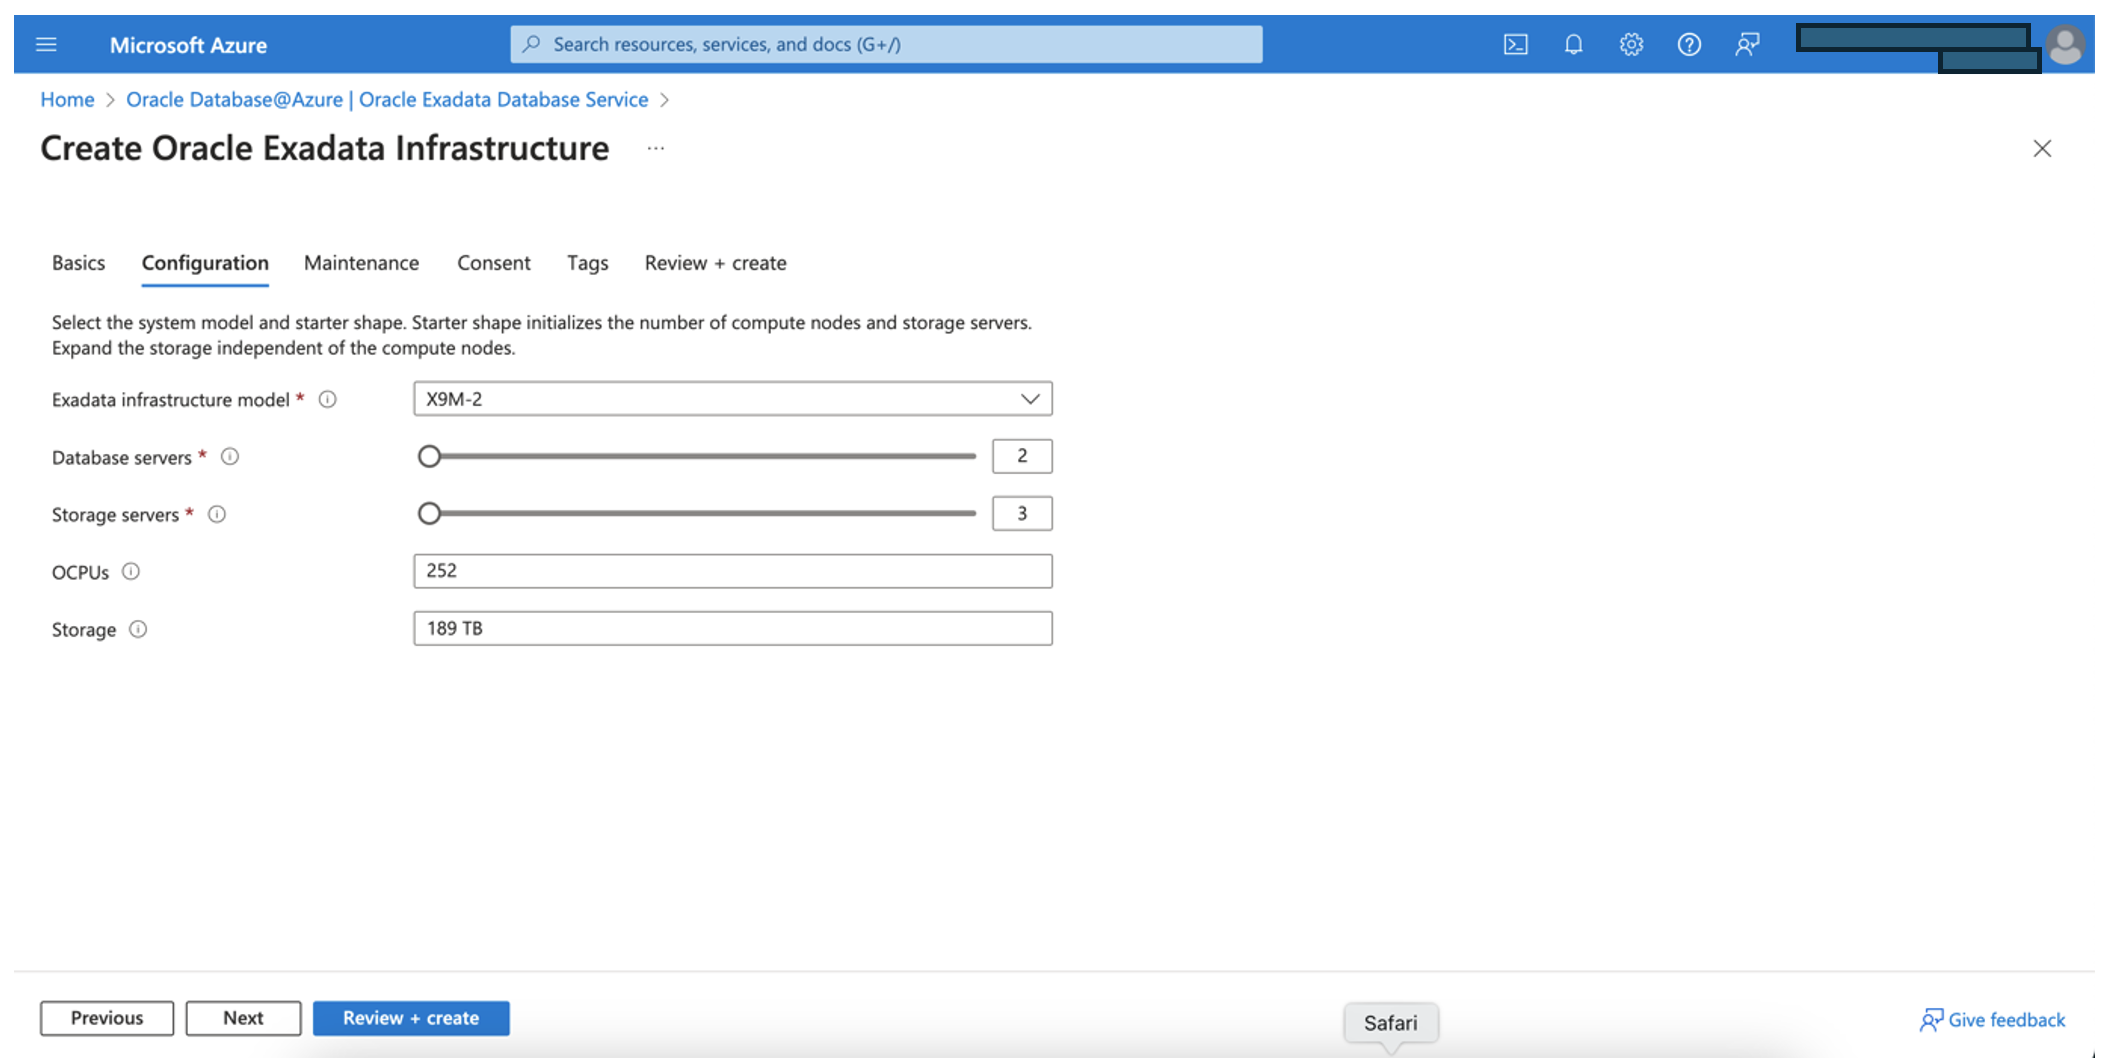 Microsoft Azure
Search resources, services, and docs (G+/)
Home > Oracle Database@Azure | Oracle Exadata Database Service >
Create Oracle Exadata Infrastructure ...
Basics Configuration Maintenance Consent Tags Review + create
Select the system model and starter shape. Starter shape initializes the number of compute nodes and storage servers.
Expand the storage independent of the compute nodes.
Exadata infrastructure model * X9M-2
Database servers * 2
Storage servers * 3
OCPUs 252
Storage 189 TB
Previous Next Review + create Safari Give feedback